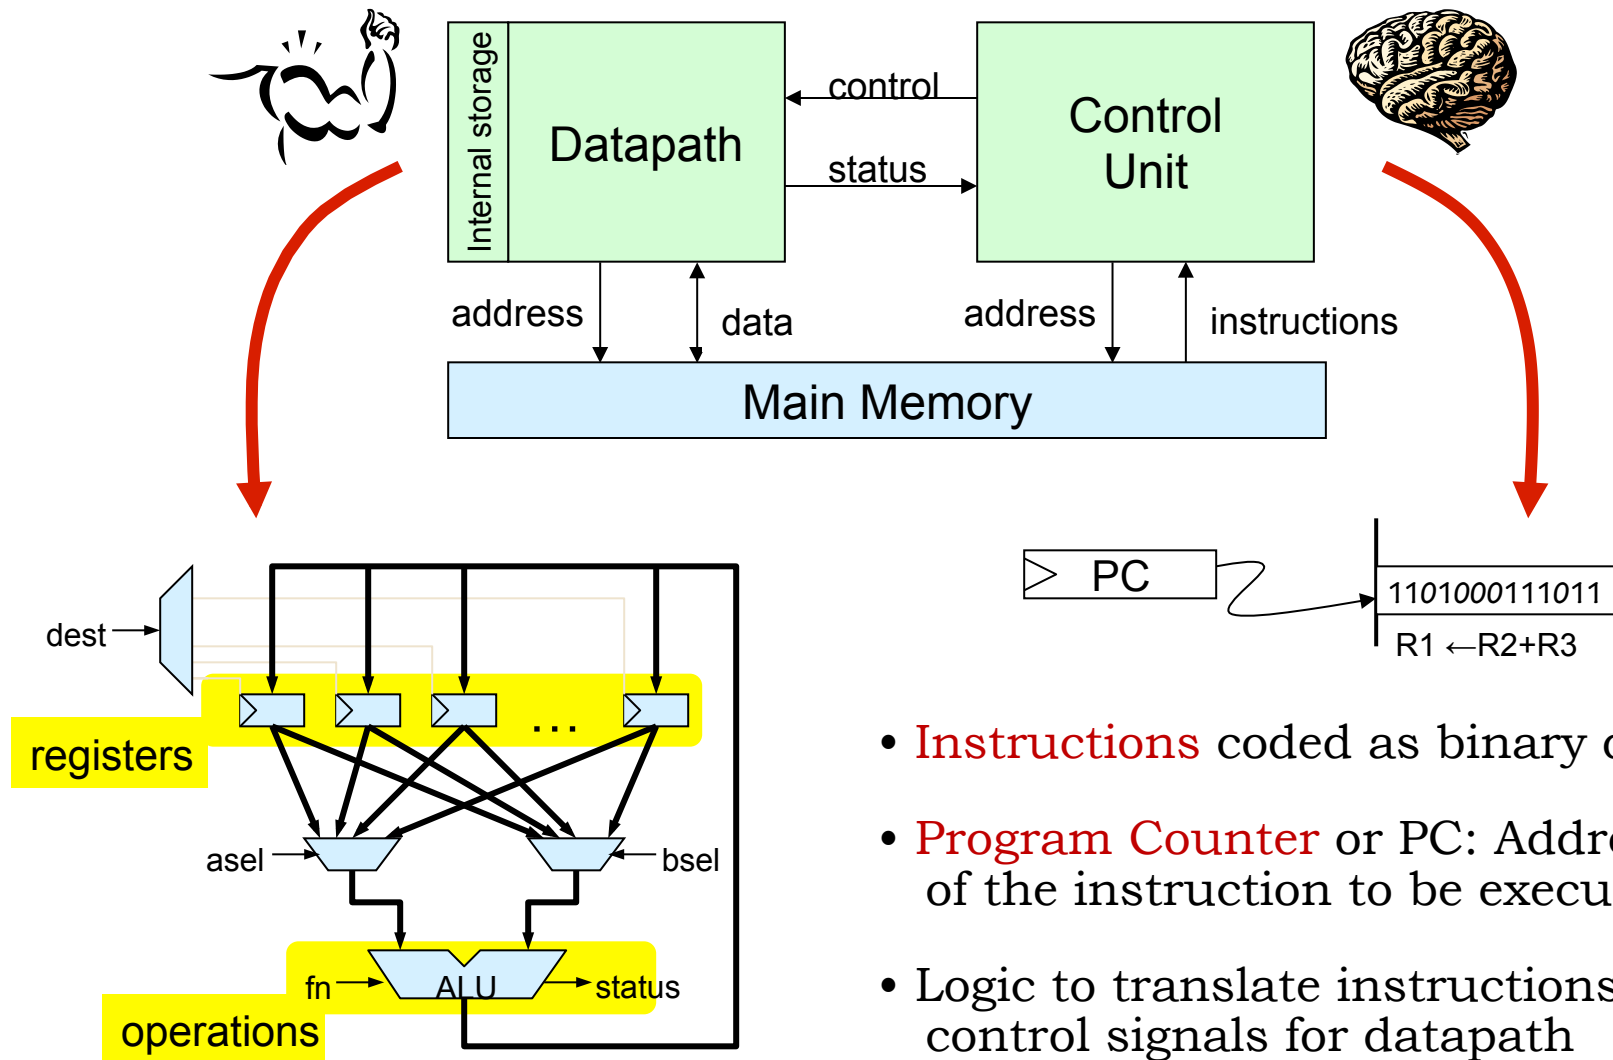 Internal storage
Datapath
control
status
Control
Unit
address
data
address
instructions
Main Memory
dest
registers
...
asel
bsel
fn
ALU
status
operations
PC
1101000111011
R1 ←R2+R3
• Instructions coded as binary
• Program Counter or PC:
of the instruction to be
• Logic to translate instructions
control signals for datapath